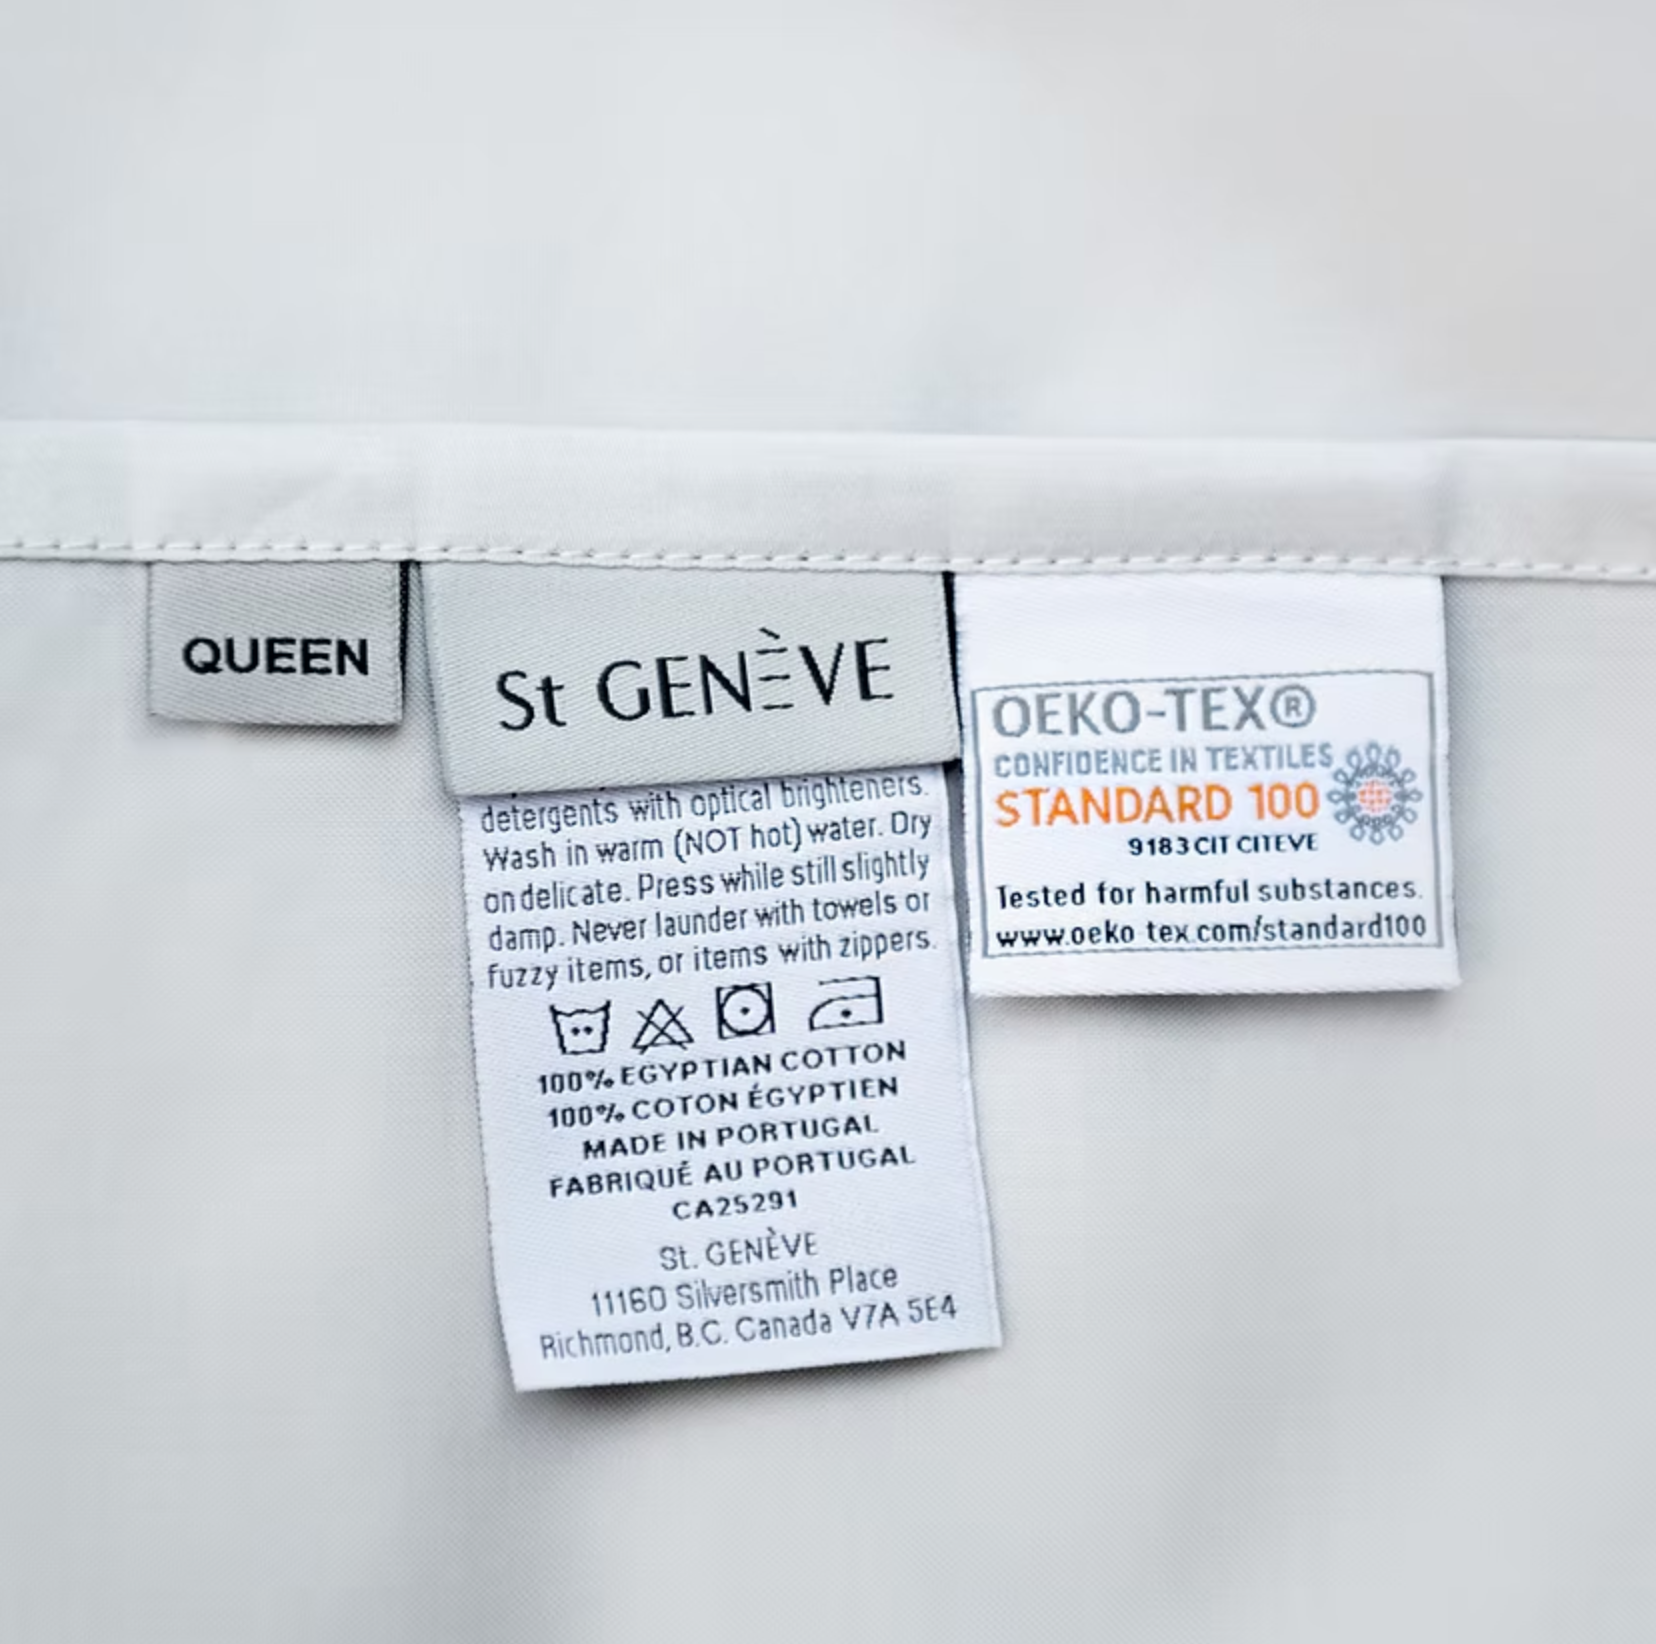 QUEEN
St GENÈVE
detergents with optical brighteners.
Wash in warm (NOT hot) water. Dry
on delicate. Press while still slightly
damp. Never launder with towels or
fuzzy items, or items with zippers.
100% EGYPTIAN COTTON
100% COTON ÉGYPTIEN
MADE IN PORTUGAL
FABRIQUÉ AU PORTUGAL
CA25291
St. GENÈVE
11160 Silversmith Place
Richmond, B.C. Canada V7A 5E4
OEKO-TEX®
CONFIDENCE IN TEXTILES
STANDARD 100
9183 CIT CITEVE
Tested for harmful substances.
www.oeko tex.com/standard100